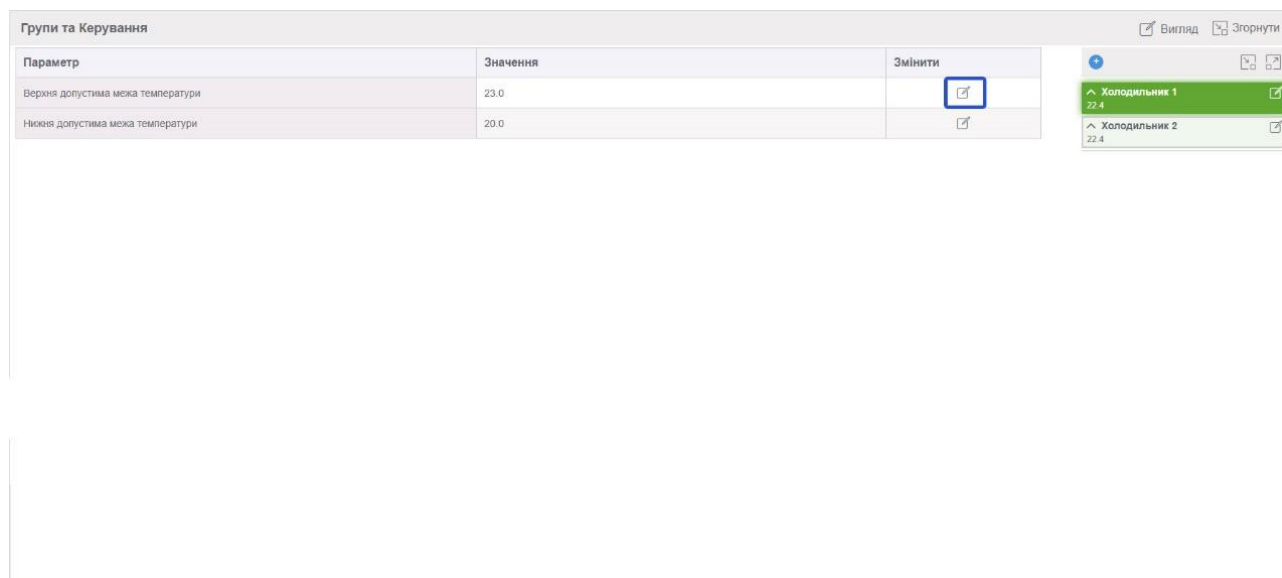 Групи та Керування
Вигляд Згорнути
Параметр Значення Змінити
Верхня допустима межа температури 23.0
Нижня допустима межа температури 20.0
Холодильник 1
22.4
Холодильник 2
22.4